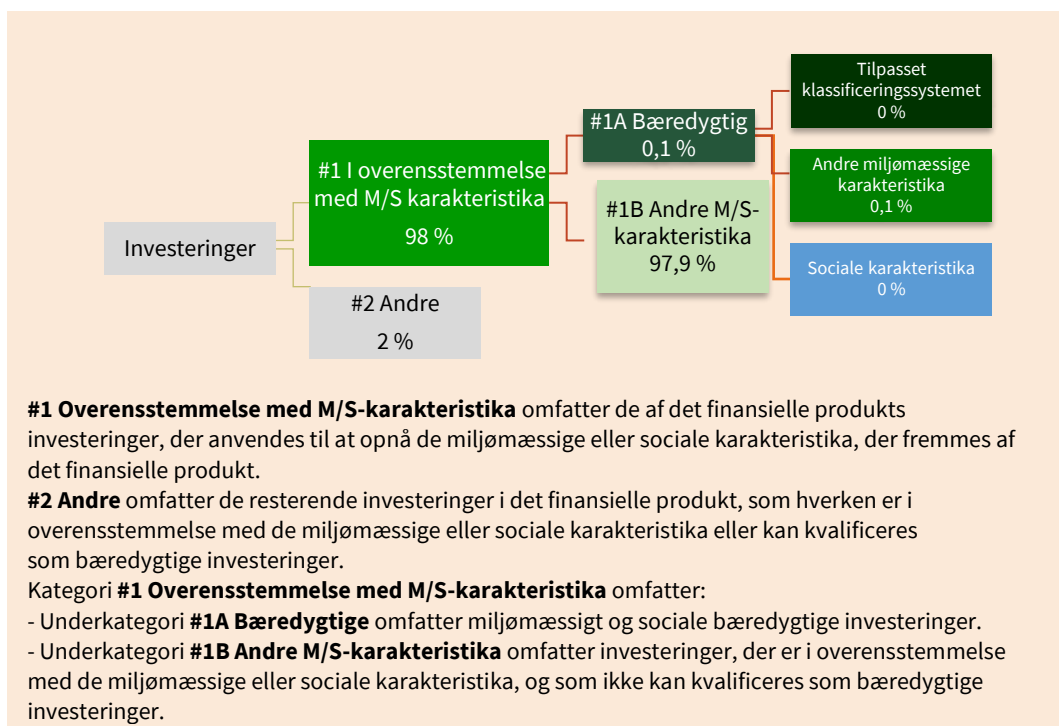 Investeringer
#1 I overensstemmelse
med M/S karakteristika
98 %
#2 Andre
2 %
#1A Bæredygtig
0,1 %
#1B Andre M/S-
karakteristika
97,9 %
Tilpasset
klassificeringssystemet
0 %
Andre miljømæssige
karakteristika
0,1 %
Sociale karakteristika
0 %
#1 Overensstemmelse med M/S-karakteristika omfatter de af det finansielle produkts
investeringer, der anvendes til at opnå de miljømæssige eller sociale karakteristika, der fremmes af
det finansielle produkt.
#2 Andre omfatter de resterende investeringer i det finansielle produkt, som hverken er i
overensstemmelse med de miljømæssige eller sociale karakteristika eller kan kvalificeres
som bæredygtige investeringer.
Kategori #1 Overensstemmelse med M/S-karakteristika omfatter:
- Underkategori #1A Bæredygtige omfatter miljømæssigt og sociale bæredygtige investeringer.
- Underkategori #1B Andre M/S-karakteristika omfatter investeringer, der er i overensstemmelse
med de miljømæssige eller sociale karakteristika, og som ikke kan kvalificeres som bæredygtige
investeringer.